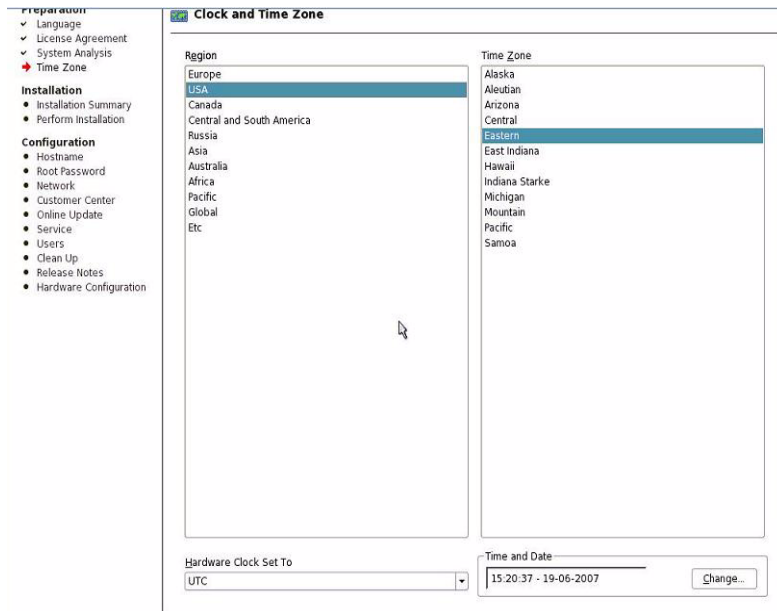 Preparation
Language
License Agreement
System Analysis
Time Zone
Installation
Installation Summary
Perform Installation
Configuration
Hostname
Root Password
Network
Customer Center
Online Update
Service
Users
Clean Up
Release Notes
Hardware Configuration
Clock and Time Zone
Region
Europe
USA
Canada
Central and South America
Russia
Asia
Australia
Africa
Pacific
Global
Etc
Time Zone
Alaska
Aleutian
Arizona
Central
Eastern
East Indiana
Hawaii
Indiana Starke
Michigan
Mountain
Pacific
Samoa
Hardware Clock Set To
UTC
Time and Date
15:20:37 - 19-06-2007
Change...